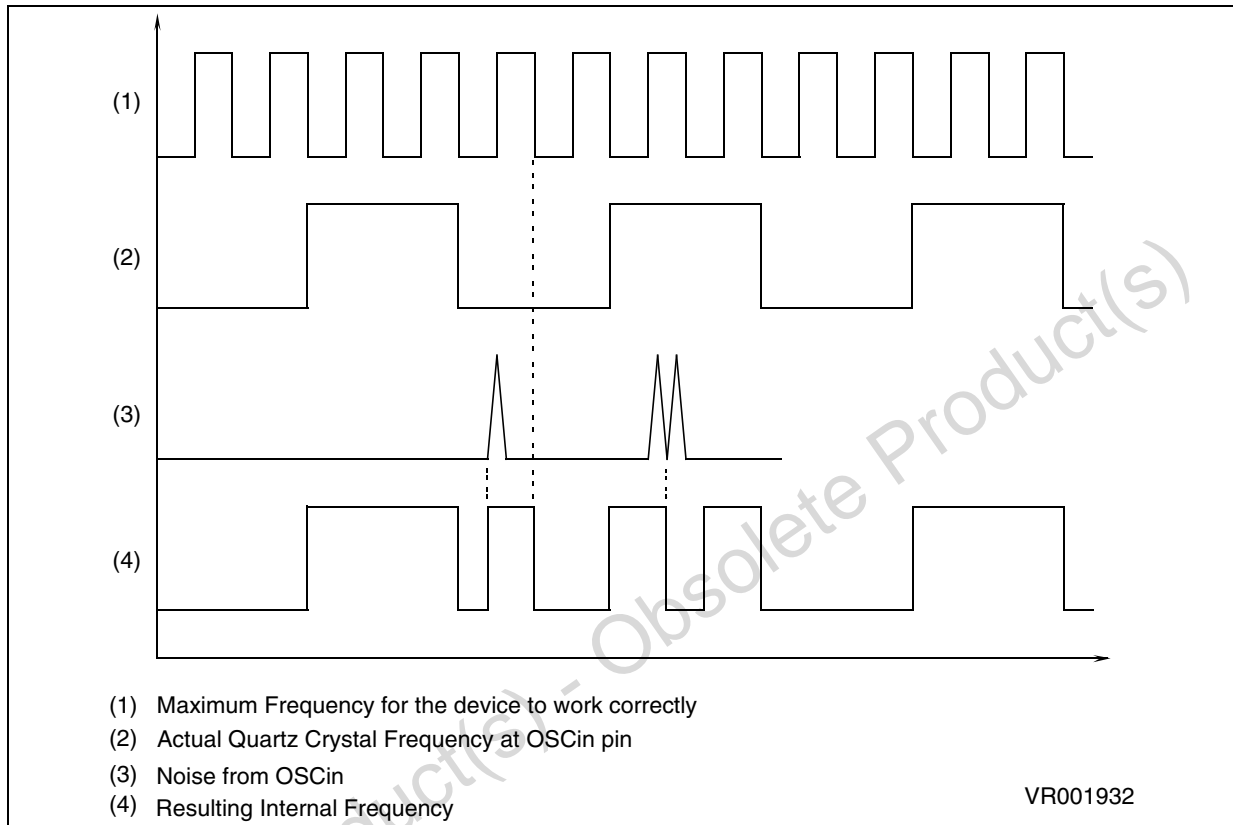 (1)
(2)
(3)
(4)
(1) Maximum Frequency for the device to work correctly
(2) Actual Quartz Crystal Frequency at OSCin pin
(3) Noise from OSCin
(4) Resulting Internal Frequency
VR001932
duct(s) - Obsolete Product(s)